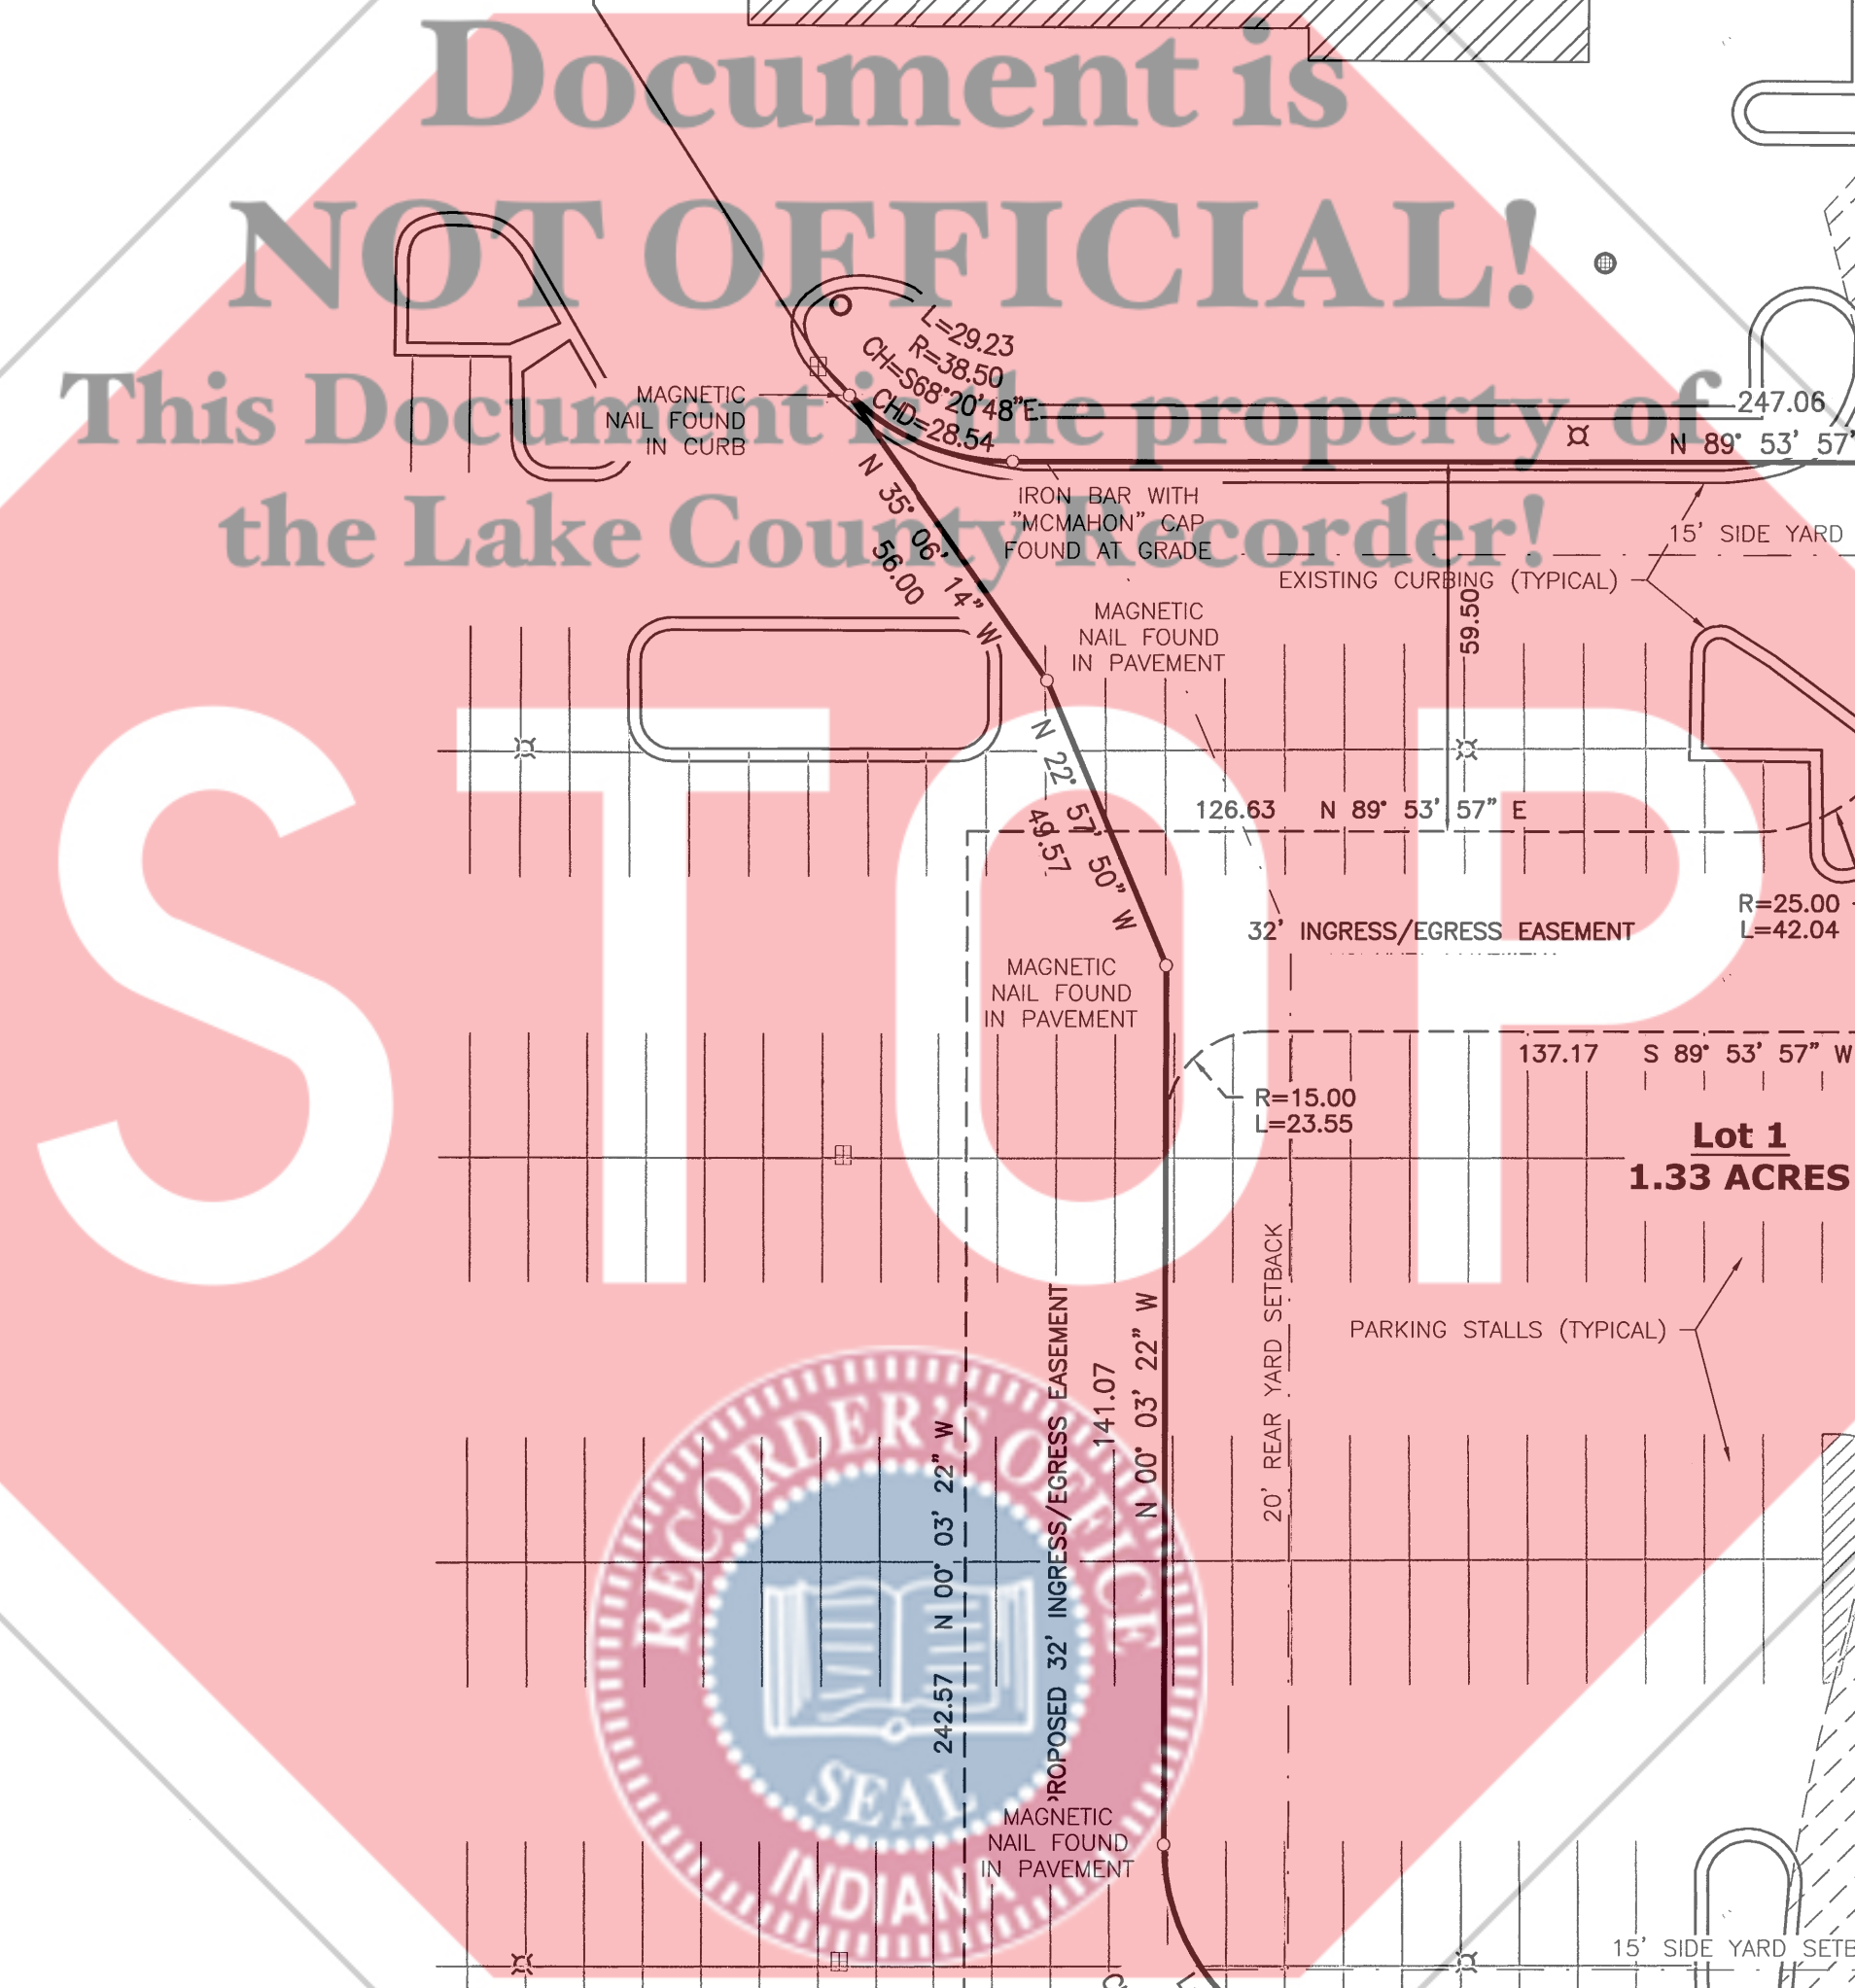 Document is
NOT OFFICIAL!
This Document is the property of
the Lake County Recorder!
STOP
L=29.23
R=38.50
CH=S68°20'48"E
CHD=28.54
MAGNETIC
NAIL FOUND
IN CURB
247.06
N 89° 53' 57"
N 35° 06' 14" W
56.00
IRON BAR WITH
"MCMAHON" CAP
FOUND AT GRADE
15' SIDE YARD
EXISTING CURBING (TYPICAL)
59.50
MAGNETIC
NAIL FOUND
IN PAVEMENT
N 22° 57' 50" W
49.57
126.63 N 89° 53' 57" E
R=25.00
L=42.04
32' INGRESS/EGRESS EASEMENT
MAGNETIC
NAIL FOUND
IN PAVEMENT
137.17 S 89° 53' 57" W
R=15.00
L=23.55
Lot 1
1.33 ACRES
20' REAR YARD SETBACK
PARKING STALLS (TYPICAL)
N 00° 03' 22" W
141.07
'ROPOSED 32' INGRESS/EGRESS EASEMENT
242.57 N 00° 03' 22" W
RECORDER'S OFFICE
SEAL
INDIANA
MAGNETIC
NAIL FOUND
IN PAVEMENT
15' SIDE YARD SETB